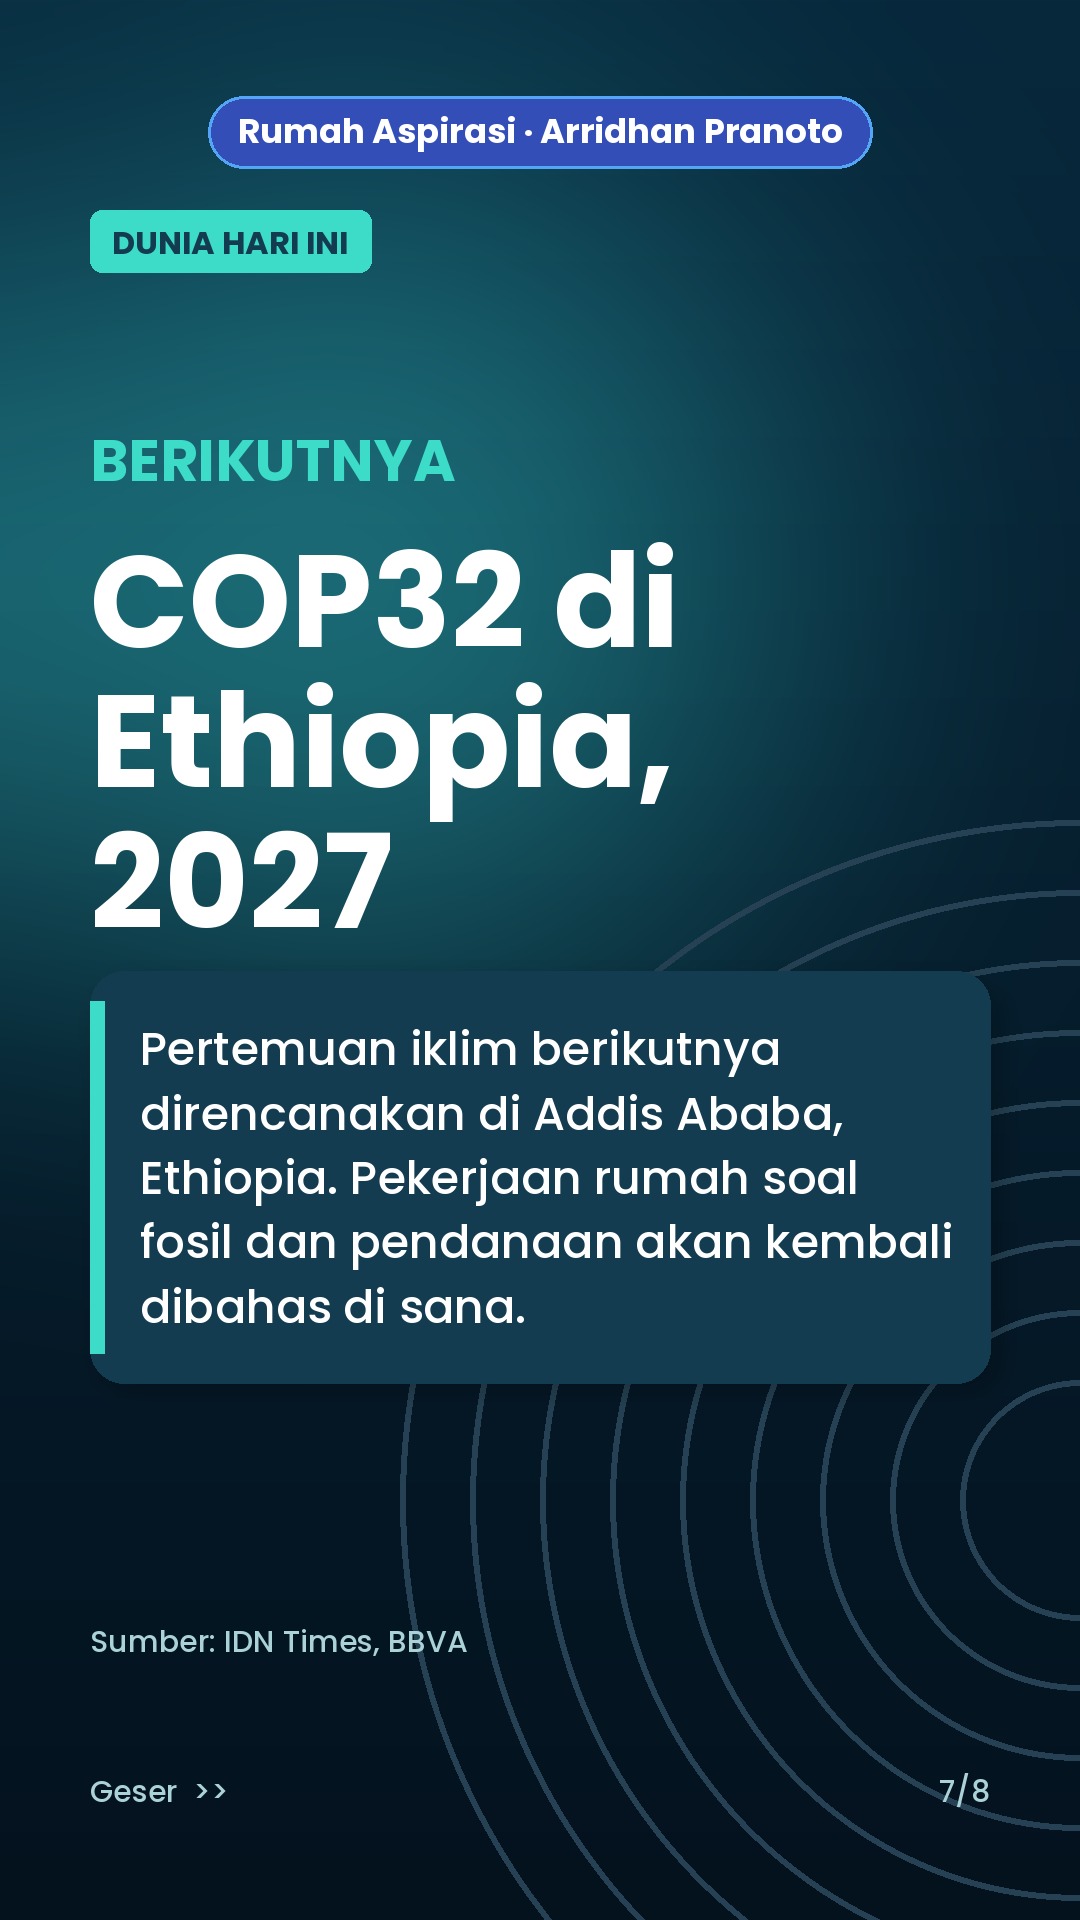 Rumah Aspirasi · Arridhan Pranoto
DUNIA HARI INI
BERIKUTNYA
COP32 di
Ethiopia,
2027
Pertemuan iklim berikutnya
direncanakan di Addis Ababa,
Ethiopia. Pekerjaan rumah soal
fosil dan pendanaan akan kembali
dibahas di sana.
Sumber: IDN Times, BBVA
Geser >>
7/8